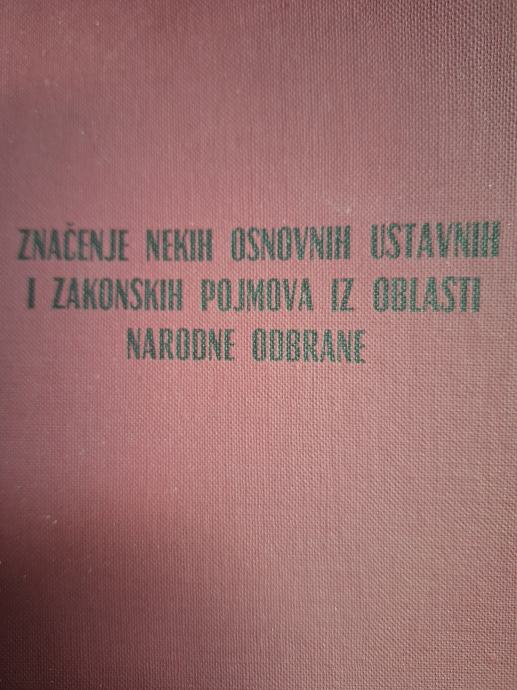 ZNAČENJE NEKIH OSNOVNIH USTAVNIH
I ZAKONSKIH POJMOVA IZ OBLASTI
NARODNE ODBRANE